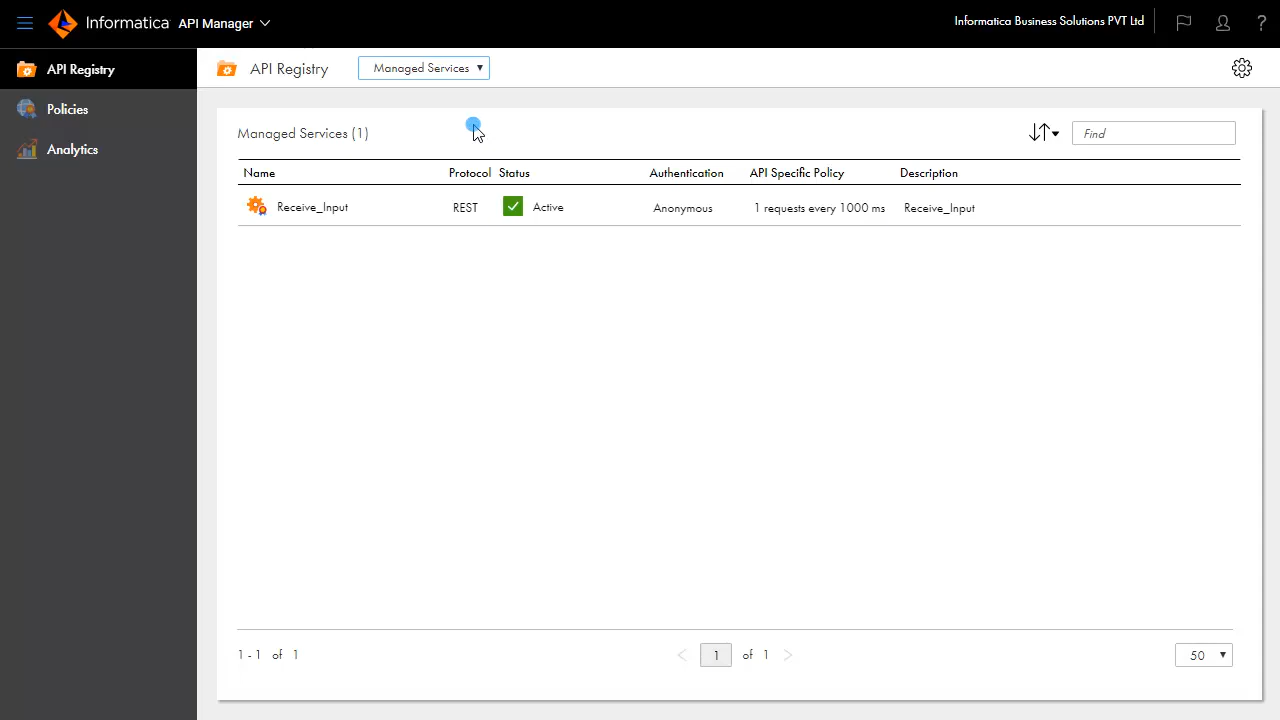 Informatica API Manager
Informatica Business Solutions PVT Ltd
?
API Registry
Policies
Analytics
API Registry
Managed Services
Managed Services (1)
Find
Name Protocol Status Authentication API Specific Policy Description
Receive_Input REST Active Anonymous 1 requests every 1000 ms Receive_Input
1 - 1 of 1
< 1 of 1 >
50